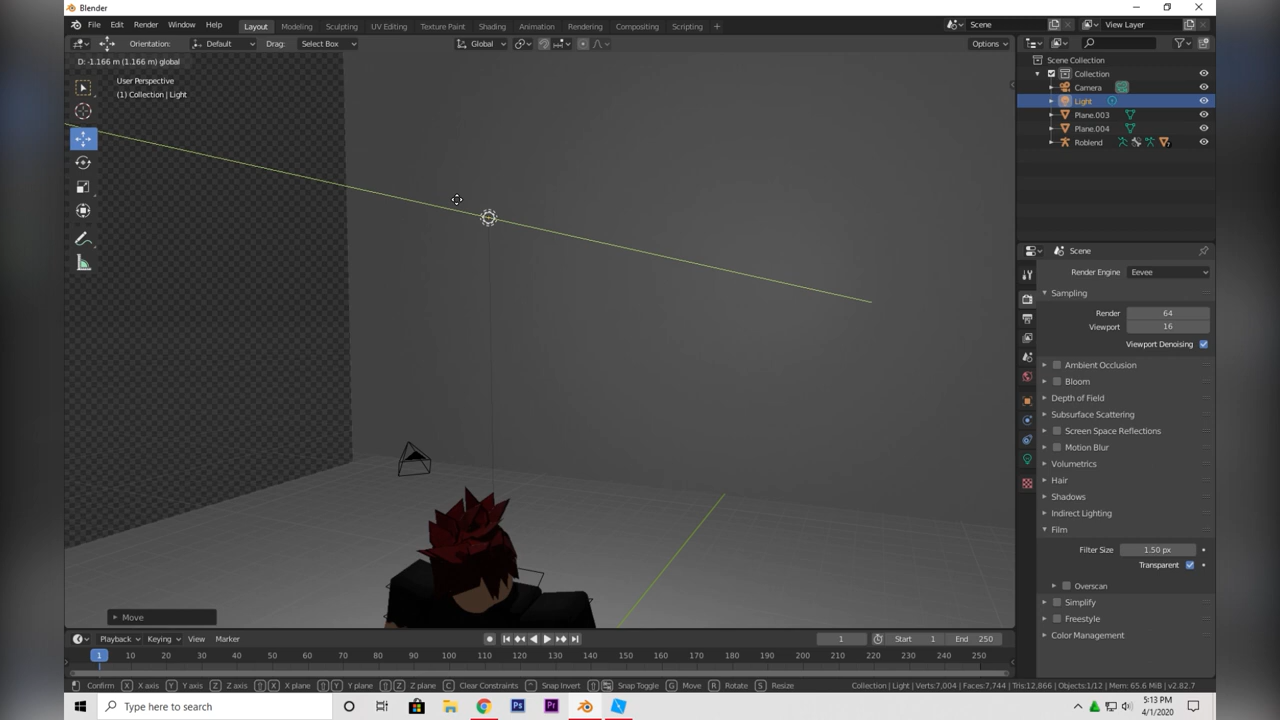 Blender
File Edit Render Window Help Layout Modeling Sculpting UV Editing Texture Paint Shading Animation Rendering Compositing Scripting + Scene View Layer
Orientation: Default Drag: Select Box Global Options
D: -1.166 m (1.166 m) global
User Perspective
(1) Collection | Light
Scene Collection
Collection
Camera
Light
Plane.003
Plane.004
Roblend
Scene
Render Engine Eevee
Sampling
Render 64
Viewport 16
Viewport Denoising
Ambient Occlusion
Bloom
Depth of Field
Subsurface Scattering
Screen Space Reflections
Motion Blur
Volumetrics
Hair
Shadows
Indirect Lighting
Film
Filter Size 1.50 px
Transparent
Overscan
Simplify
Freestyle
Color Management
Move
Playback Keying View Marker 1 Start 1 End 250
1 10 20 30 40 50 60 70 80 90 100 110 120 130 140 150 160 170 180 190 200 210 220 230 240 250
Confirm X X axis Y Y axis Z Z axis X X plane Y Y plane Z Z plane C Clear Constraints Snap Invert Snap Toggle G Move R Rotate S Resize Collection | Light | Verts:7,004 | Faces:7,744 | Tris:12,866 | Objects:1/12 | Mem: 65.6 MiB | v2.82.7
Type here to search
Ps
Pr
5:13 PM
4/1/2020